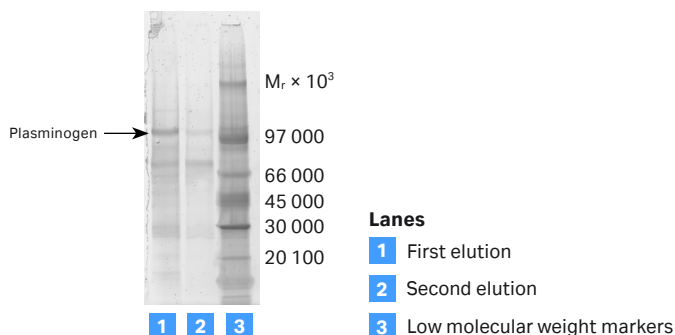 Mᵣ × 10³
Plasminogen
97 000
66 000
45 000
30 000
20 100
Lanes
1 First elution
2 Second elution
3 Low molecular weight markers
1 2 3